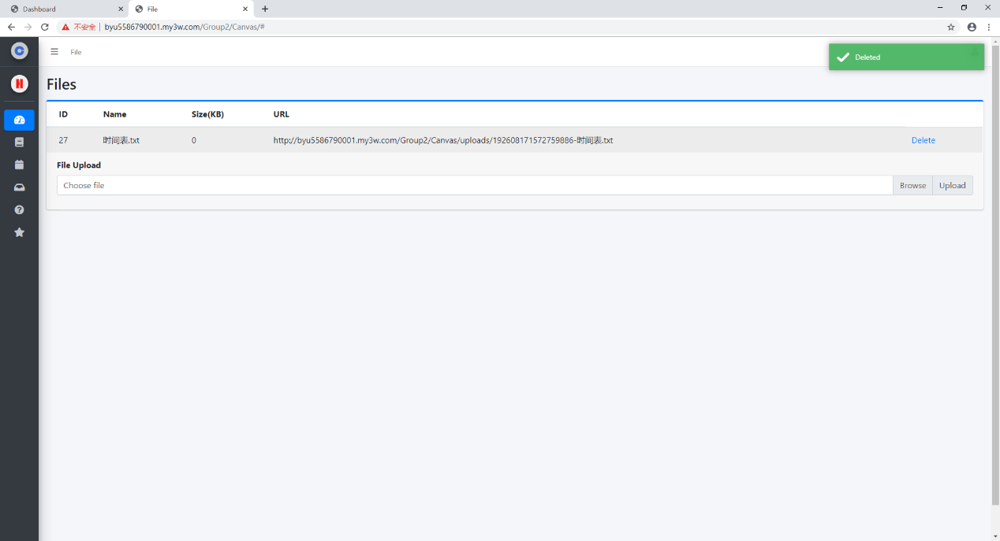 Dashboard
File
不安全 byu5586790001.my3w.com/Group2/Canvas/#
File
Deleted
Files
ID Name Size(KB) URL
27 时间表.txt 0 http://byu5586790001.my3w.com/Group2/Canvas/uploads/192608171572759886-时间表.txt Delete
File Upload
Choose file Browse Upload